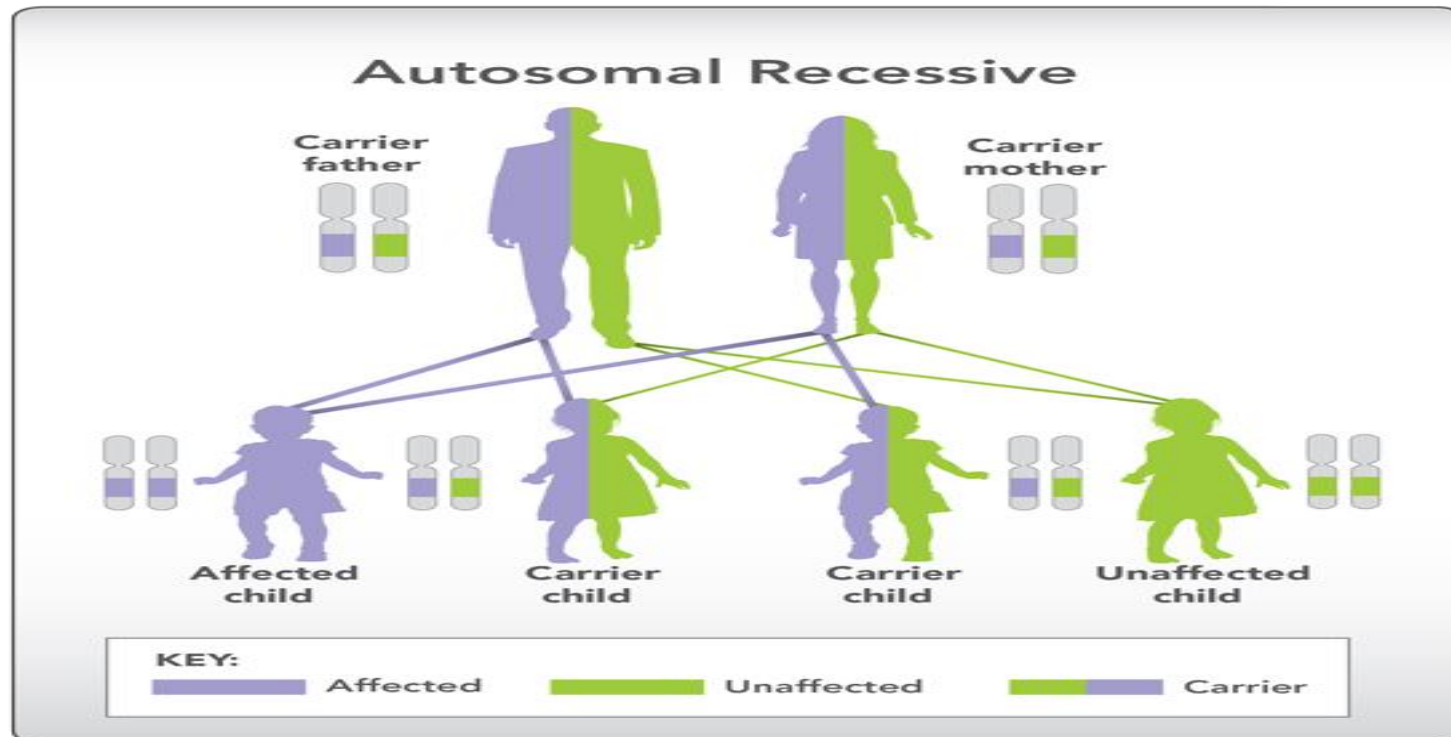 Autosomal Recessive
Carrier
father
Carrier
mother
Affected
child
Carrier
child
Carrier
child
Unaffected
child
KEY:
Affected
Unaffected
Carrier